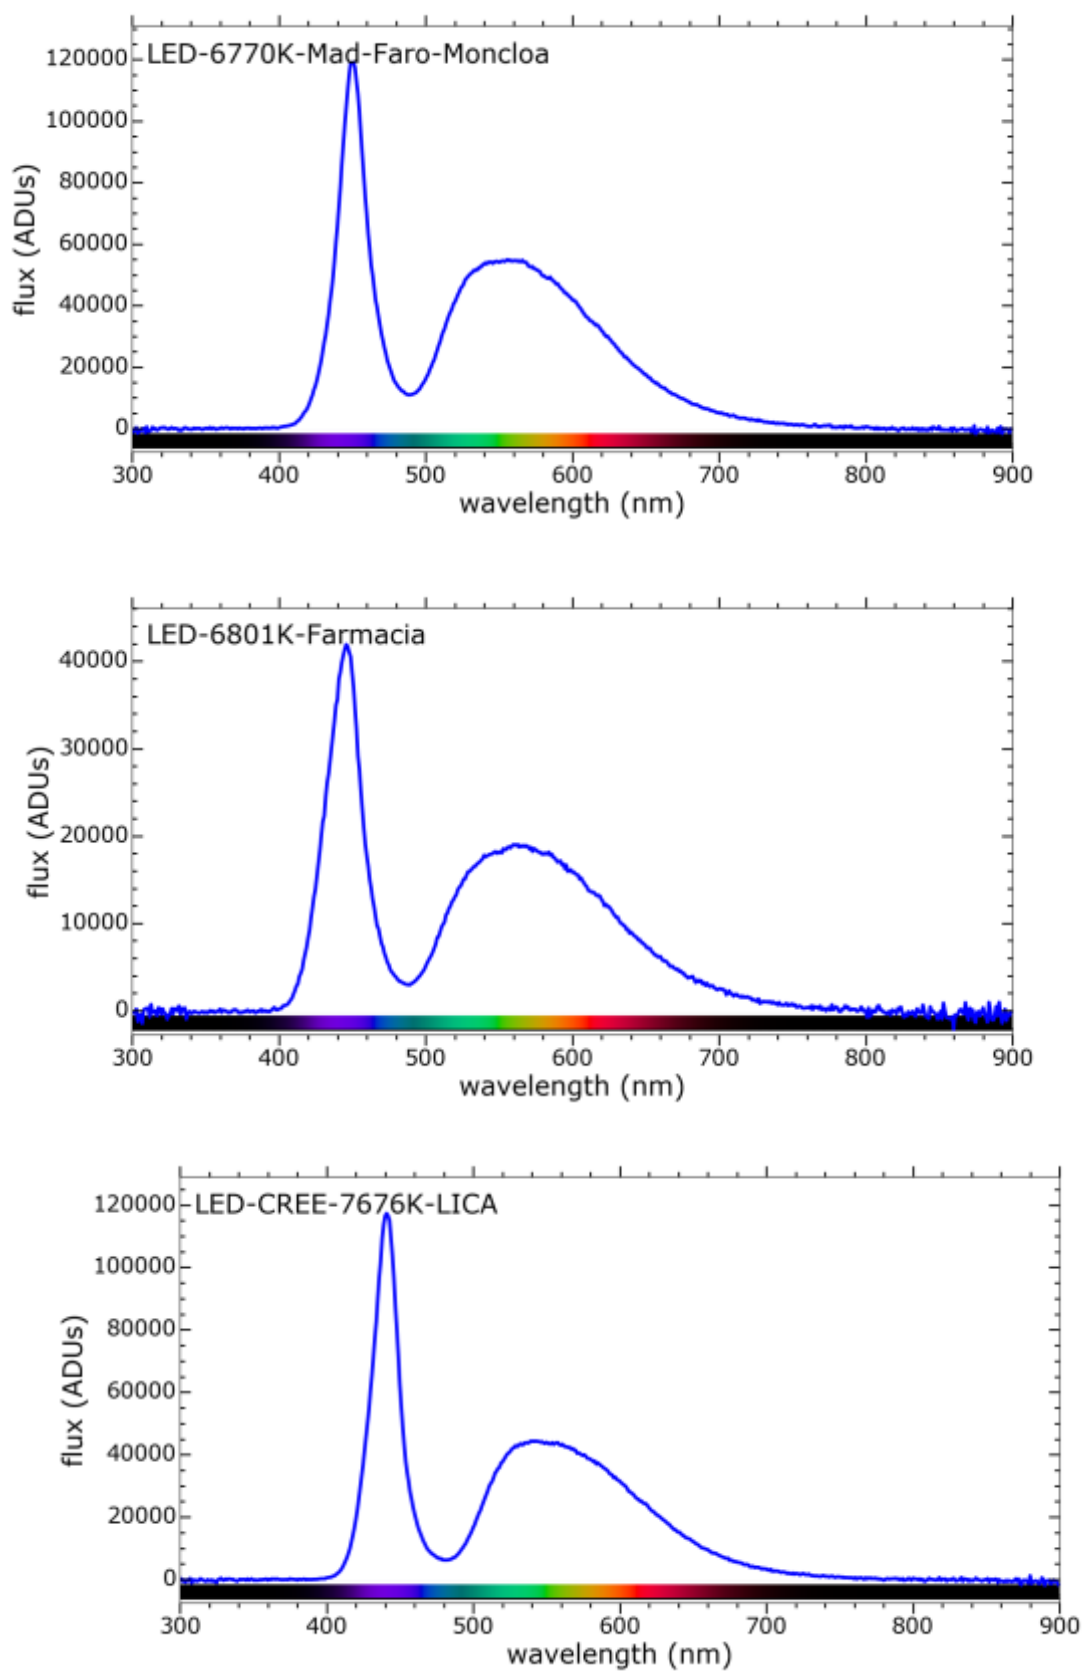 LED-6770K-Mad-Faro-Moncloa
120000
100000
80000
60000
40000
20000
0
flux (ADUs)
300 400 500 600 700 800 900
wavelength (nm)
LED-6801K-Farmacia
40000
30000
20000
10000
0
flux (ADUs)
300 400 500 600 700 800 900
wavelength (nm)
LED-CREE-7676K-LICA
120000
100000
80000
60000
40000
20000
0
flux (ADUs)
300 400 500 600 700 800 900
wavelength (nm)